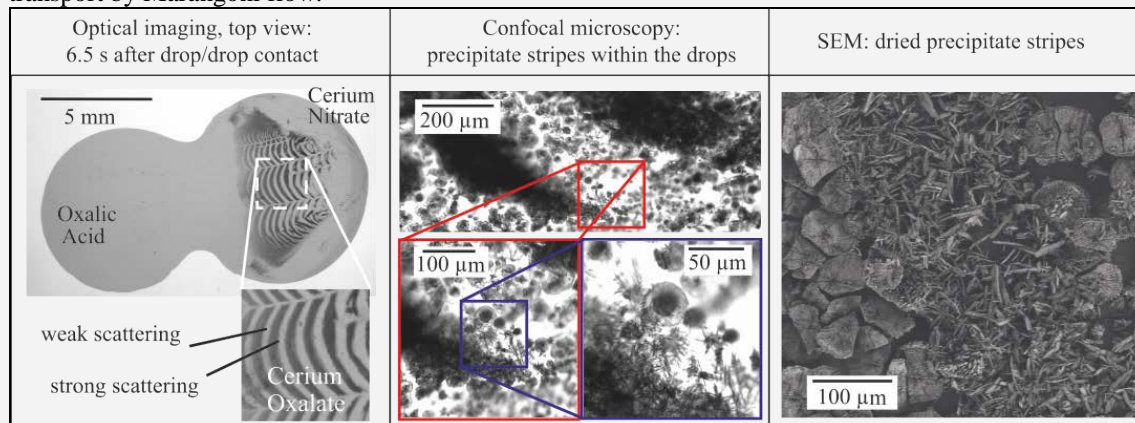 transport by Marangoni flow.
Optical imaging, top view:
6.5 s after drop/drop contact
5 mm
Cerium
Nitrate
Oxalic
Acid
weak scattering
strong scattering
Cerium
Oxalate
Confocal microscopy:
precipitate stripes within the drops
200 µm
100 µm
50 µm
SEM: dried precipitate stripes
100 µm